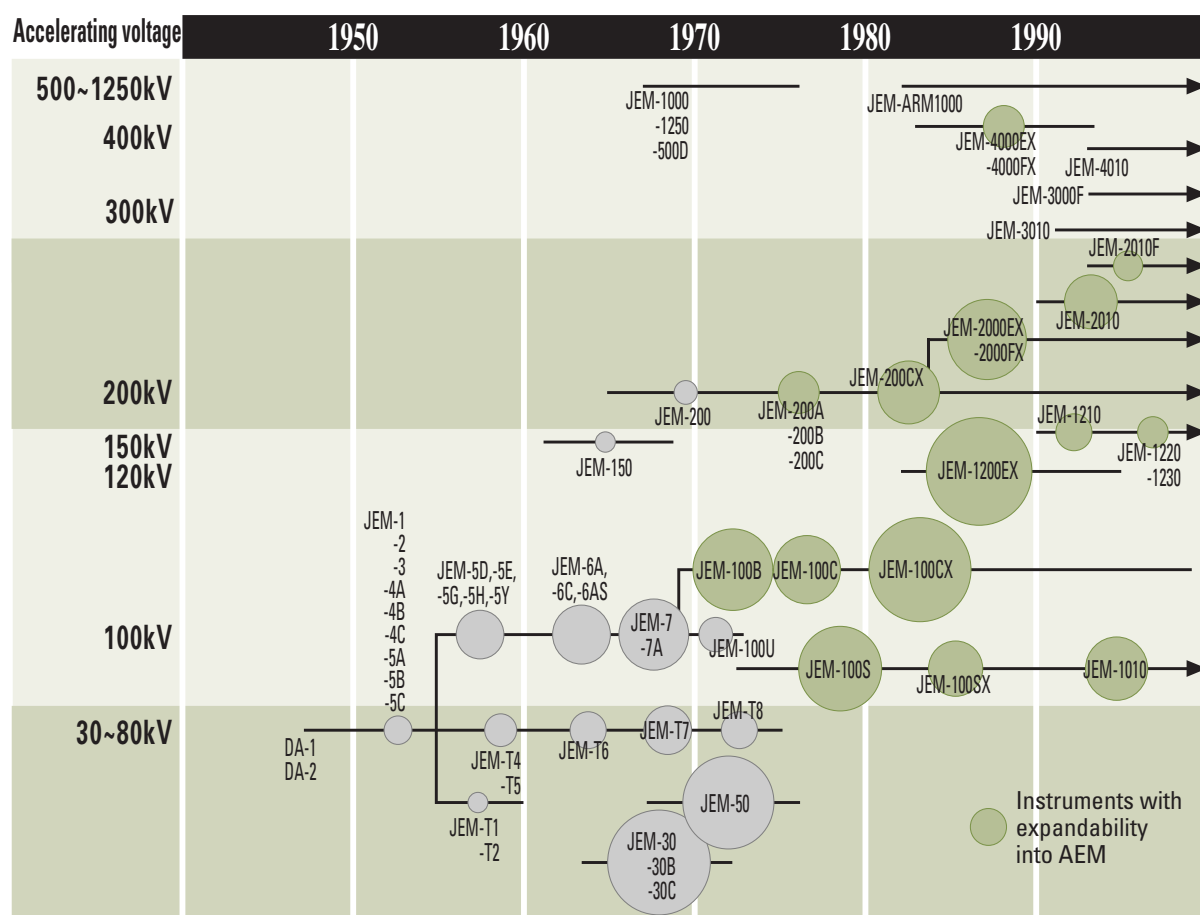 Accelerating voltage
1950
1960
1970
1980
1990
500~1250kV
JEM-1000
-1250
-500D
JEM-ARM1000
400kV
JEM-4000EX
-4000FX
JEM-4010
JEM-3000F
300kV
JEM-3010
JEM-2010F
JEM-2010
JEM-2000EX
-2000FX
200kV
JEM-200
JEM-200A
-200B
-200C
JEM-200CX
150kV
JEM-150
JEM-1210
JEM-1220
-1230
120kV
JEM-1200EX
JEM-1
-2
-3
-4A
-4B
-4C
-5A
-5B
-5C
JEM-5D,-5E,
-5G,-5H,-5Y
JEM-6A,
-6C,-6AS
JEM-100B
JEM-100C
JEM-100CX
100kV
JEM-7
-7A
JEM-100U
JEM-100S
JEM-100SX
JEM-1010
30~80kV
DA-1
DA-2
JEM-T4
-T5
JEM-T6
JEM-T7
JEM-T8
JEM-T1
-T2
JEM-50
JEM-30
-30B
-30C
Instruments with
expandability
into AEM